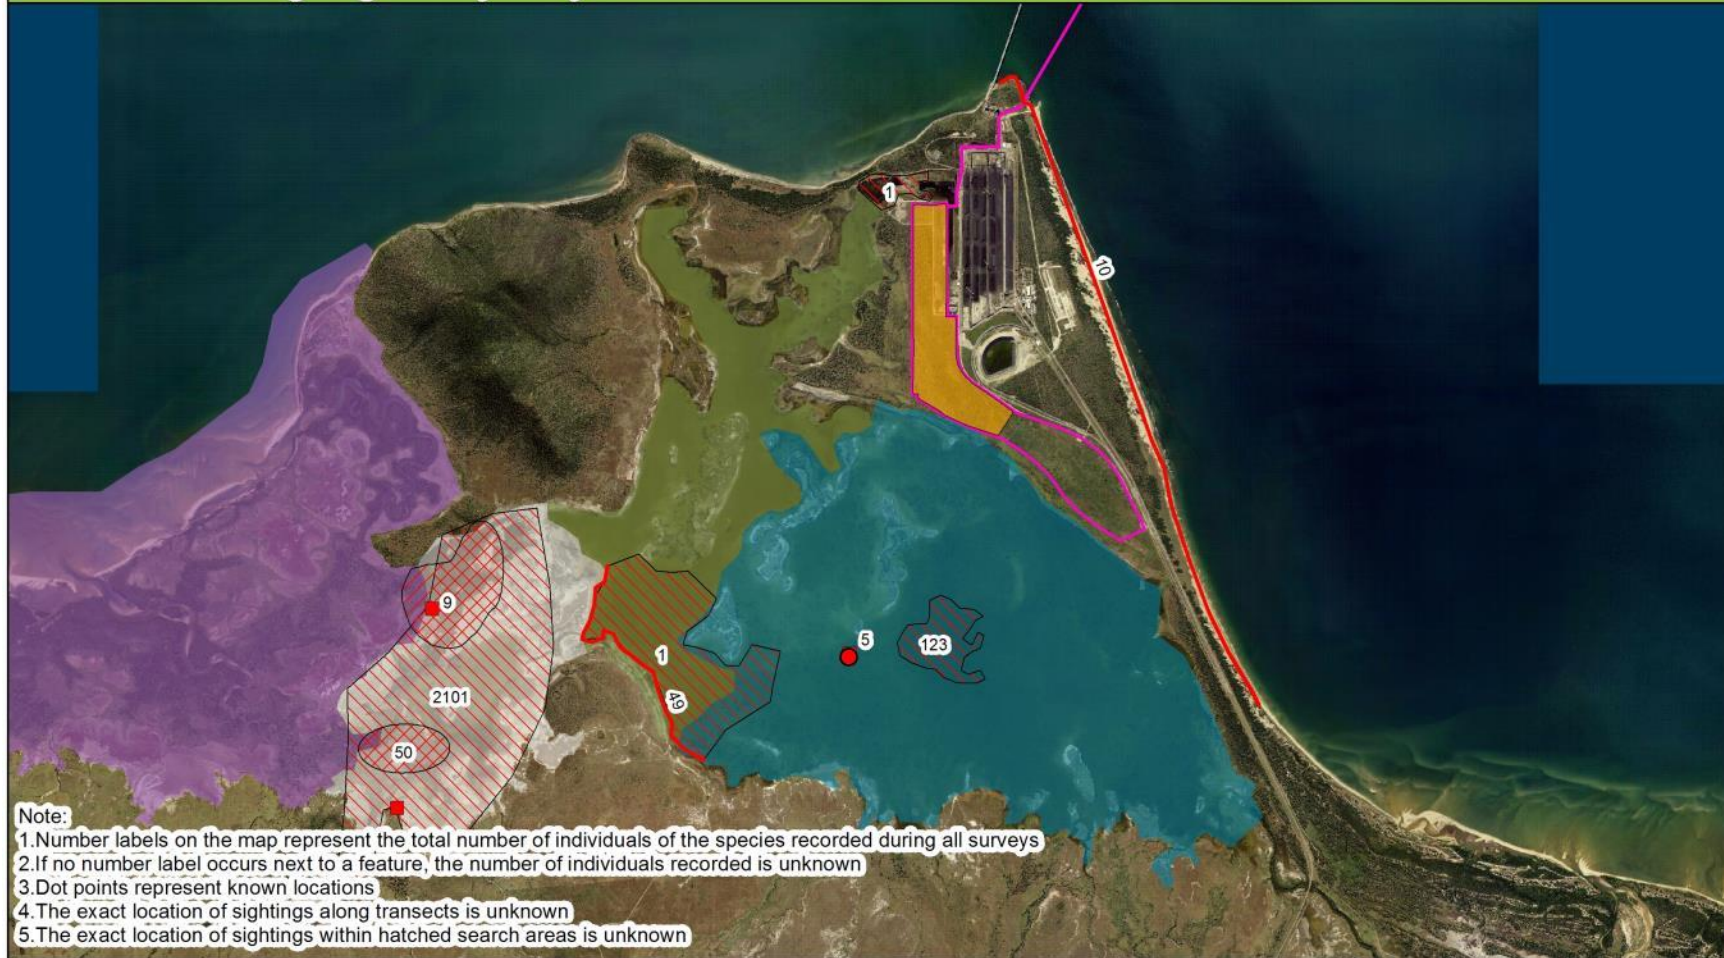 1
10
9
5
123
1
2101
49
50
Note:
1.Number labels on the map represent the total number of individuals of the species recorded during all surveys
2.If no number label occurs next to a feature, the number of individuals recorded is unknown
3.Dot points represent known locations
4.The exact location of sightings along transects is unknown
5.The exact location of sightings within hatched search areas is unknown